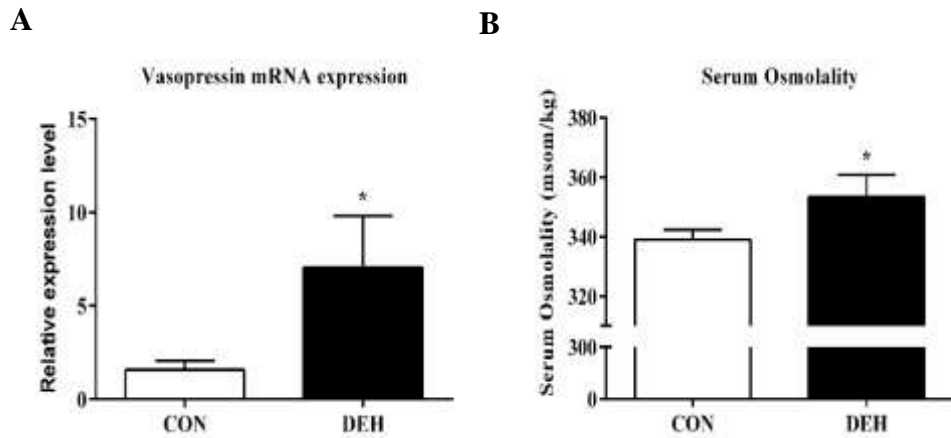 A
Vasopressin mRNA expression
Relative expression level
15
10
5
0
*
CON
DEH
B
Serum Osmolality
Serum Osmolality (msom/kg)
380
360
340
320
300
0
*
CON
DEH